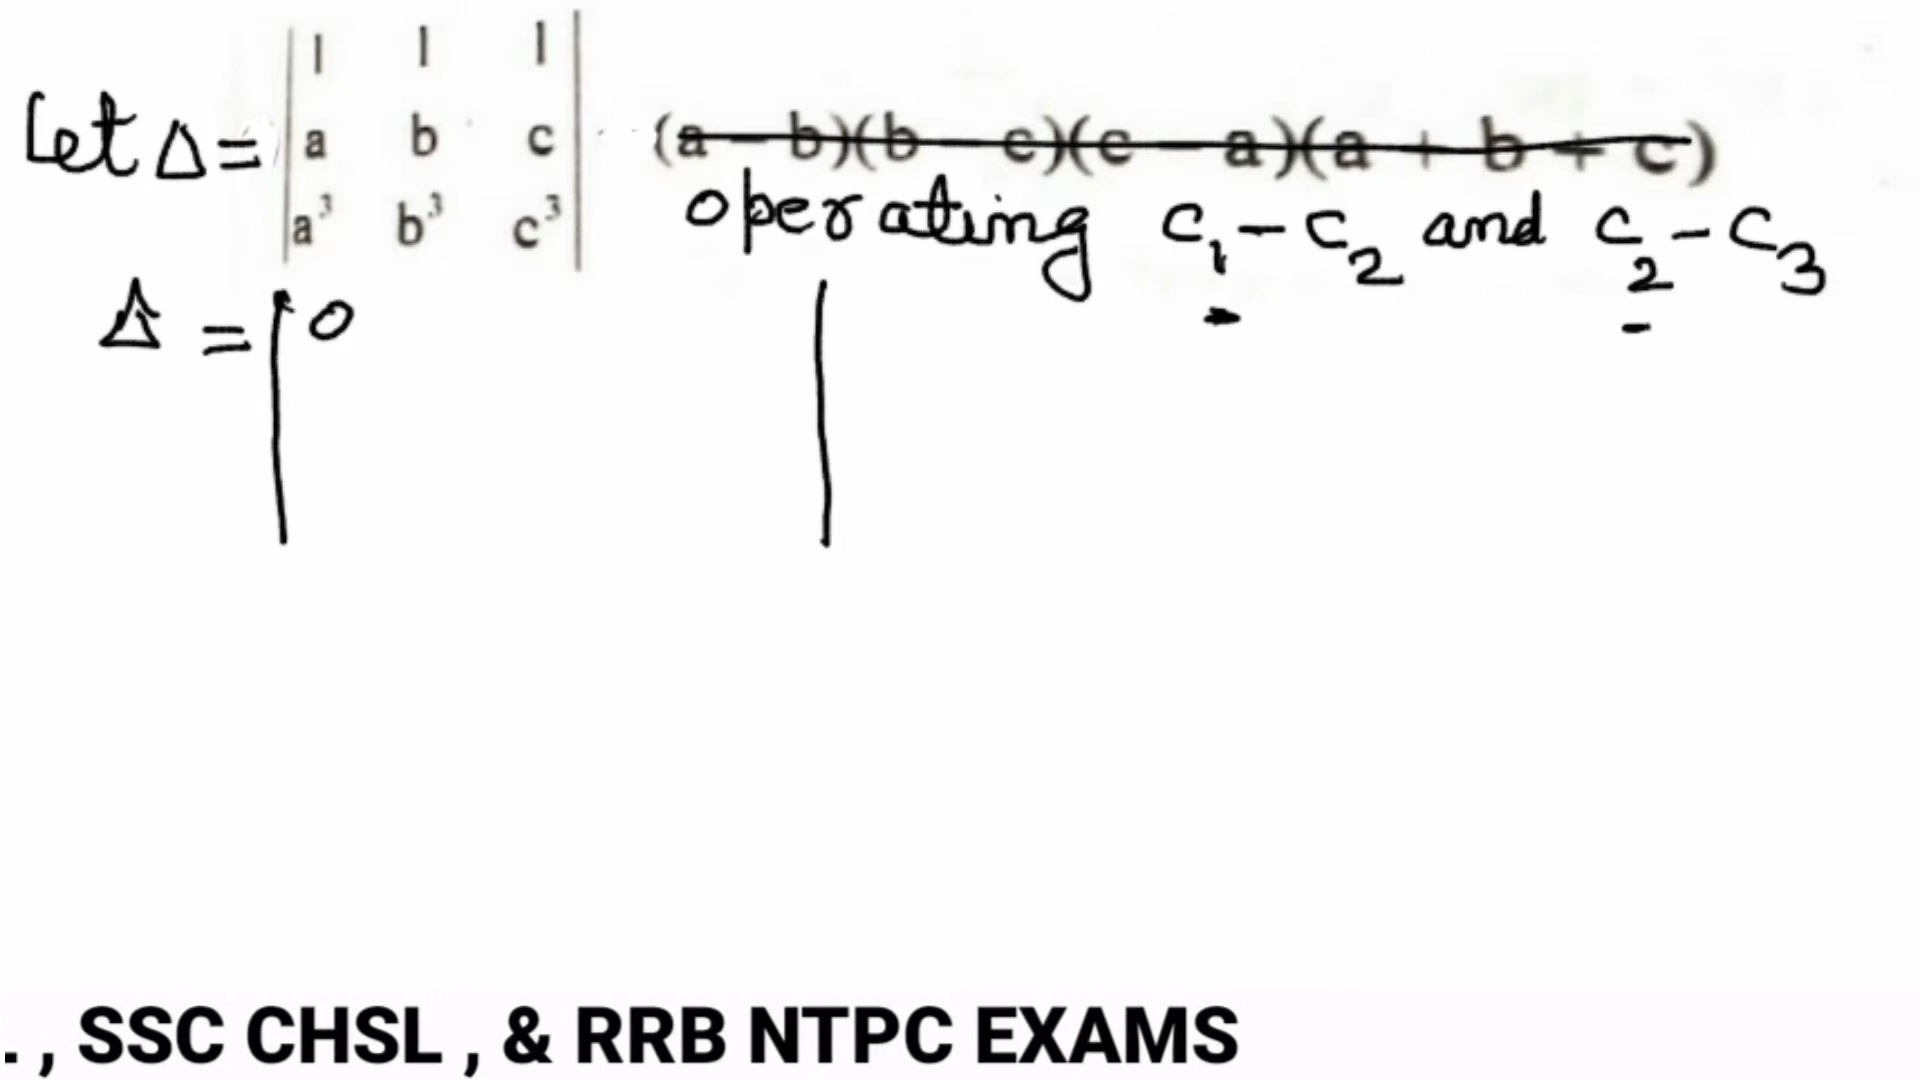 1 1 1
Let Δ = a b c (a - b)(b - c)(c - a)(a + b + c)
a³ b³ c³ operating C₁ - C₂ and C₂ - C₃
Δ = 0
. , SSC CHSL , & RRB NTPC EXAMS